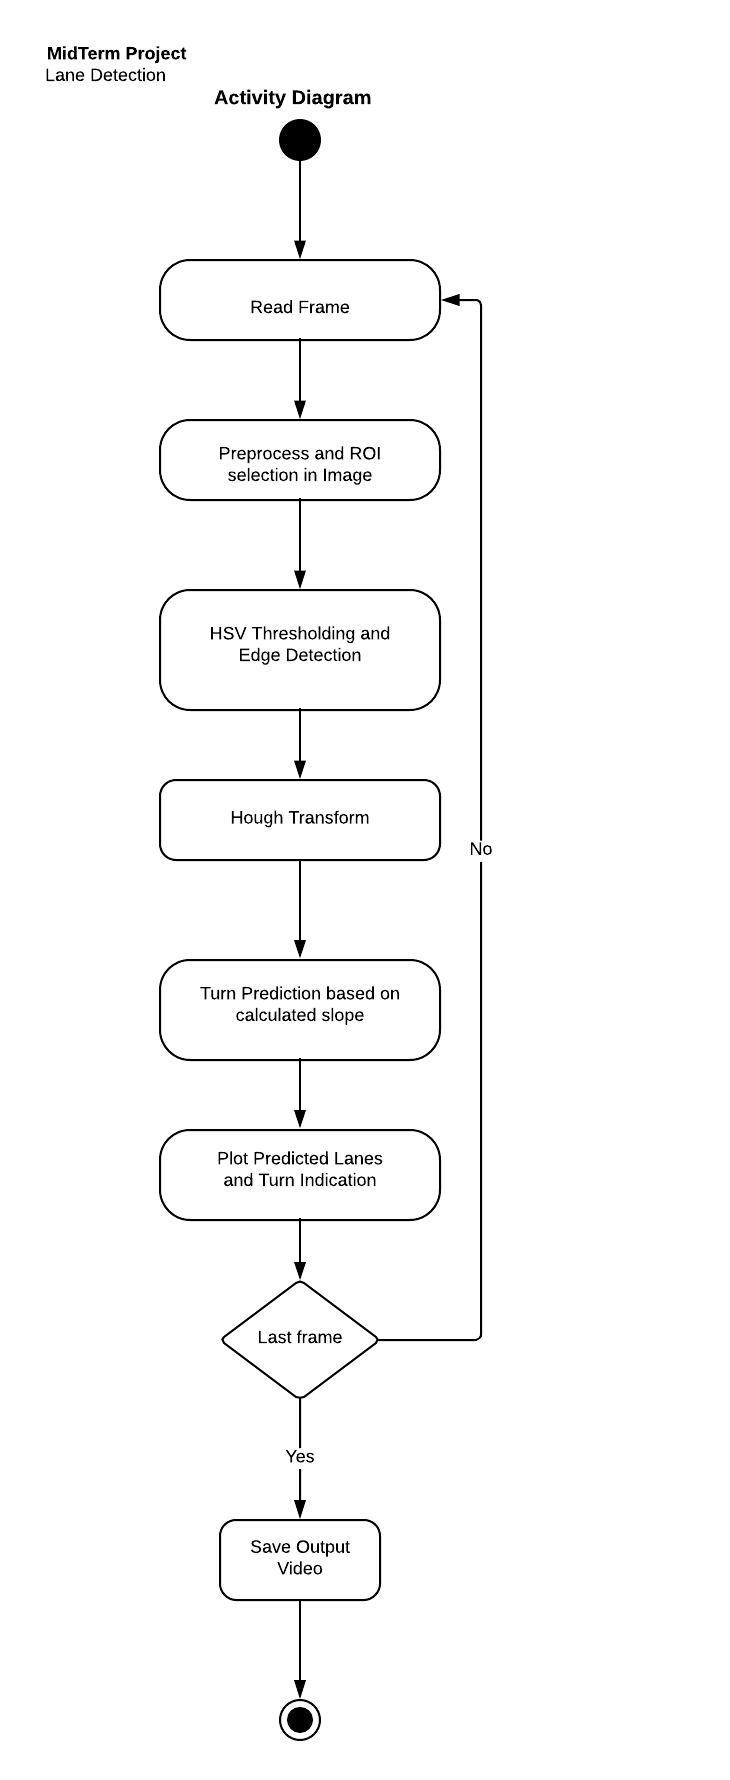 MidTerm Project
Lane Detection
Activity Diagram
Read Frame
Preprocess and ROI
selection in Image
HSV Thresholding and
Edge Detection
Hough Transform
No
Turn Prediction based on
calculated slope
Plot Predicted Lanes
and Turn Indication
Last frame
Yes
Save Output
Video